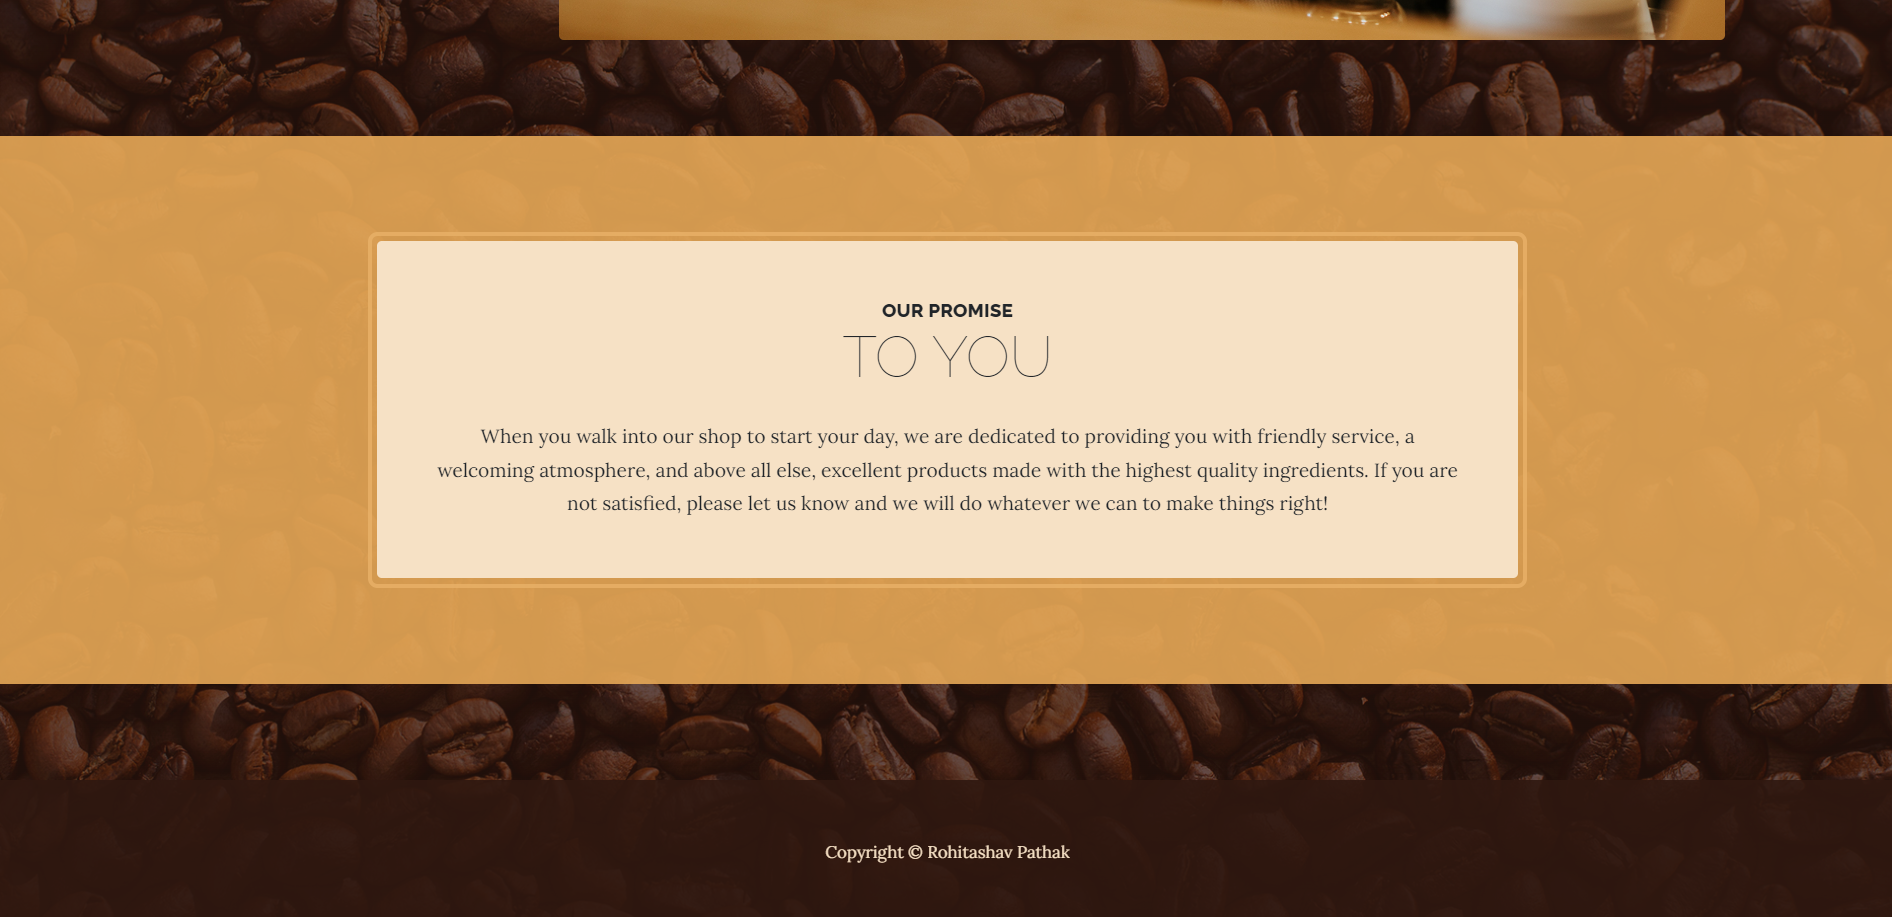 OUR PROMISE
TO YOU
When you walk into our shop to start your day, we are dedicated to providing you with friendly service, a
welcoming atmosphere, and above all else, excellent products made with the highest quality ingredients. If you are
not satisfied, please let us know and we will do whatever we can to make things right!
Copyright © Rohitashav Pathak